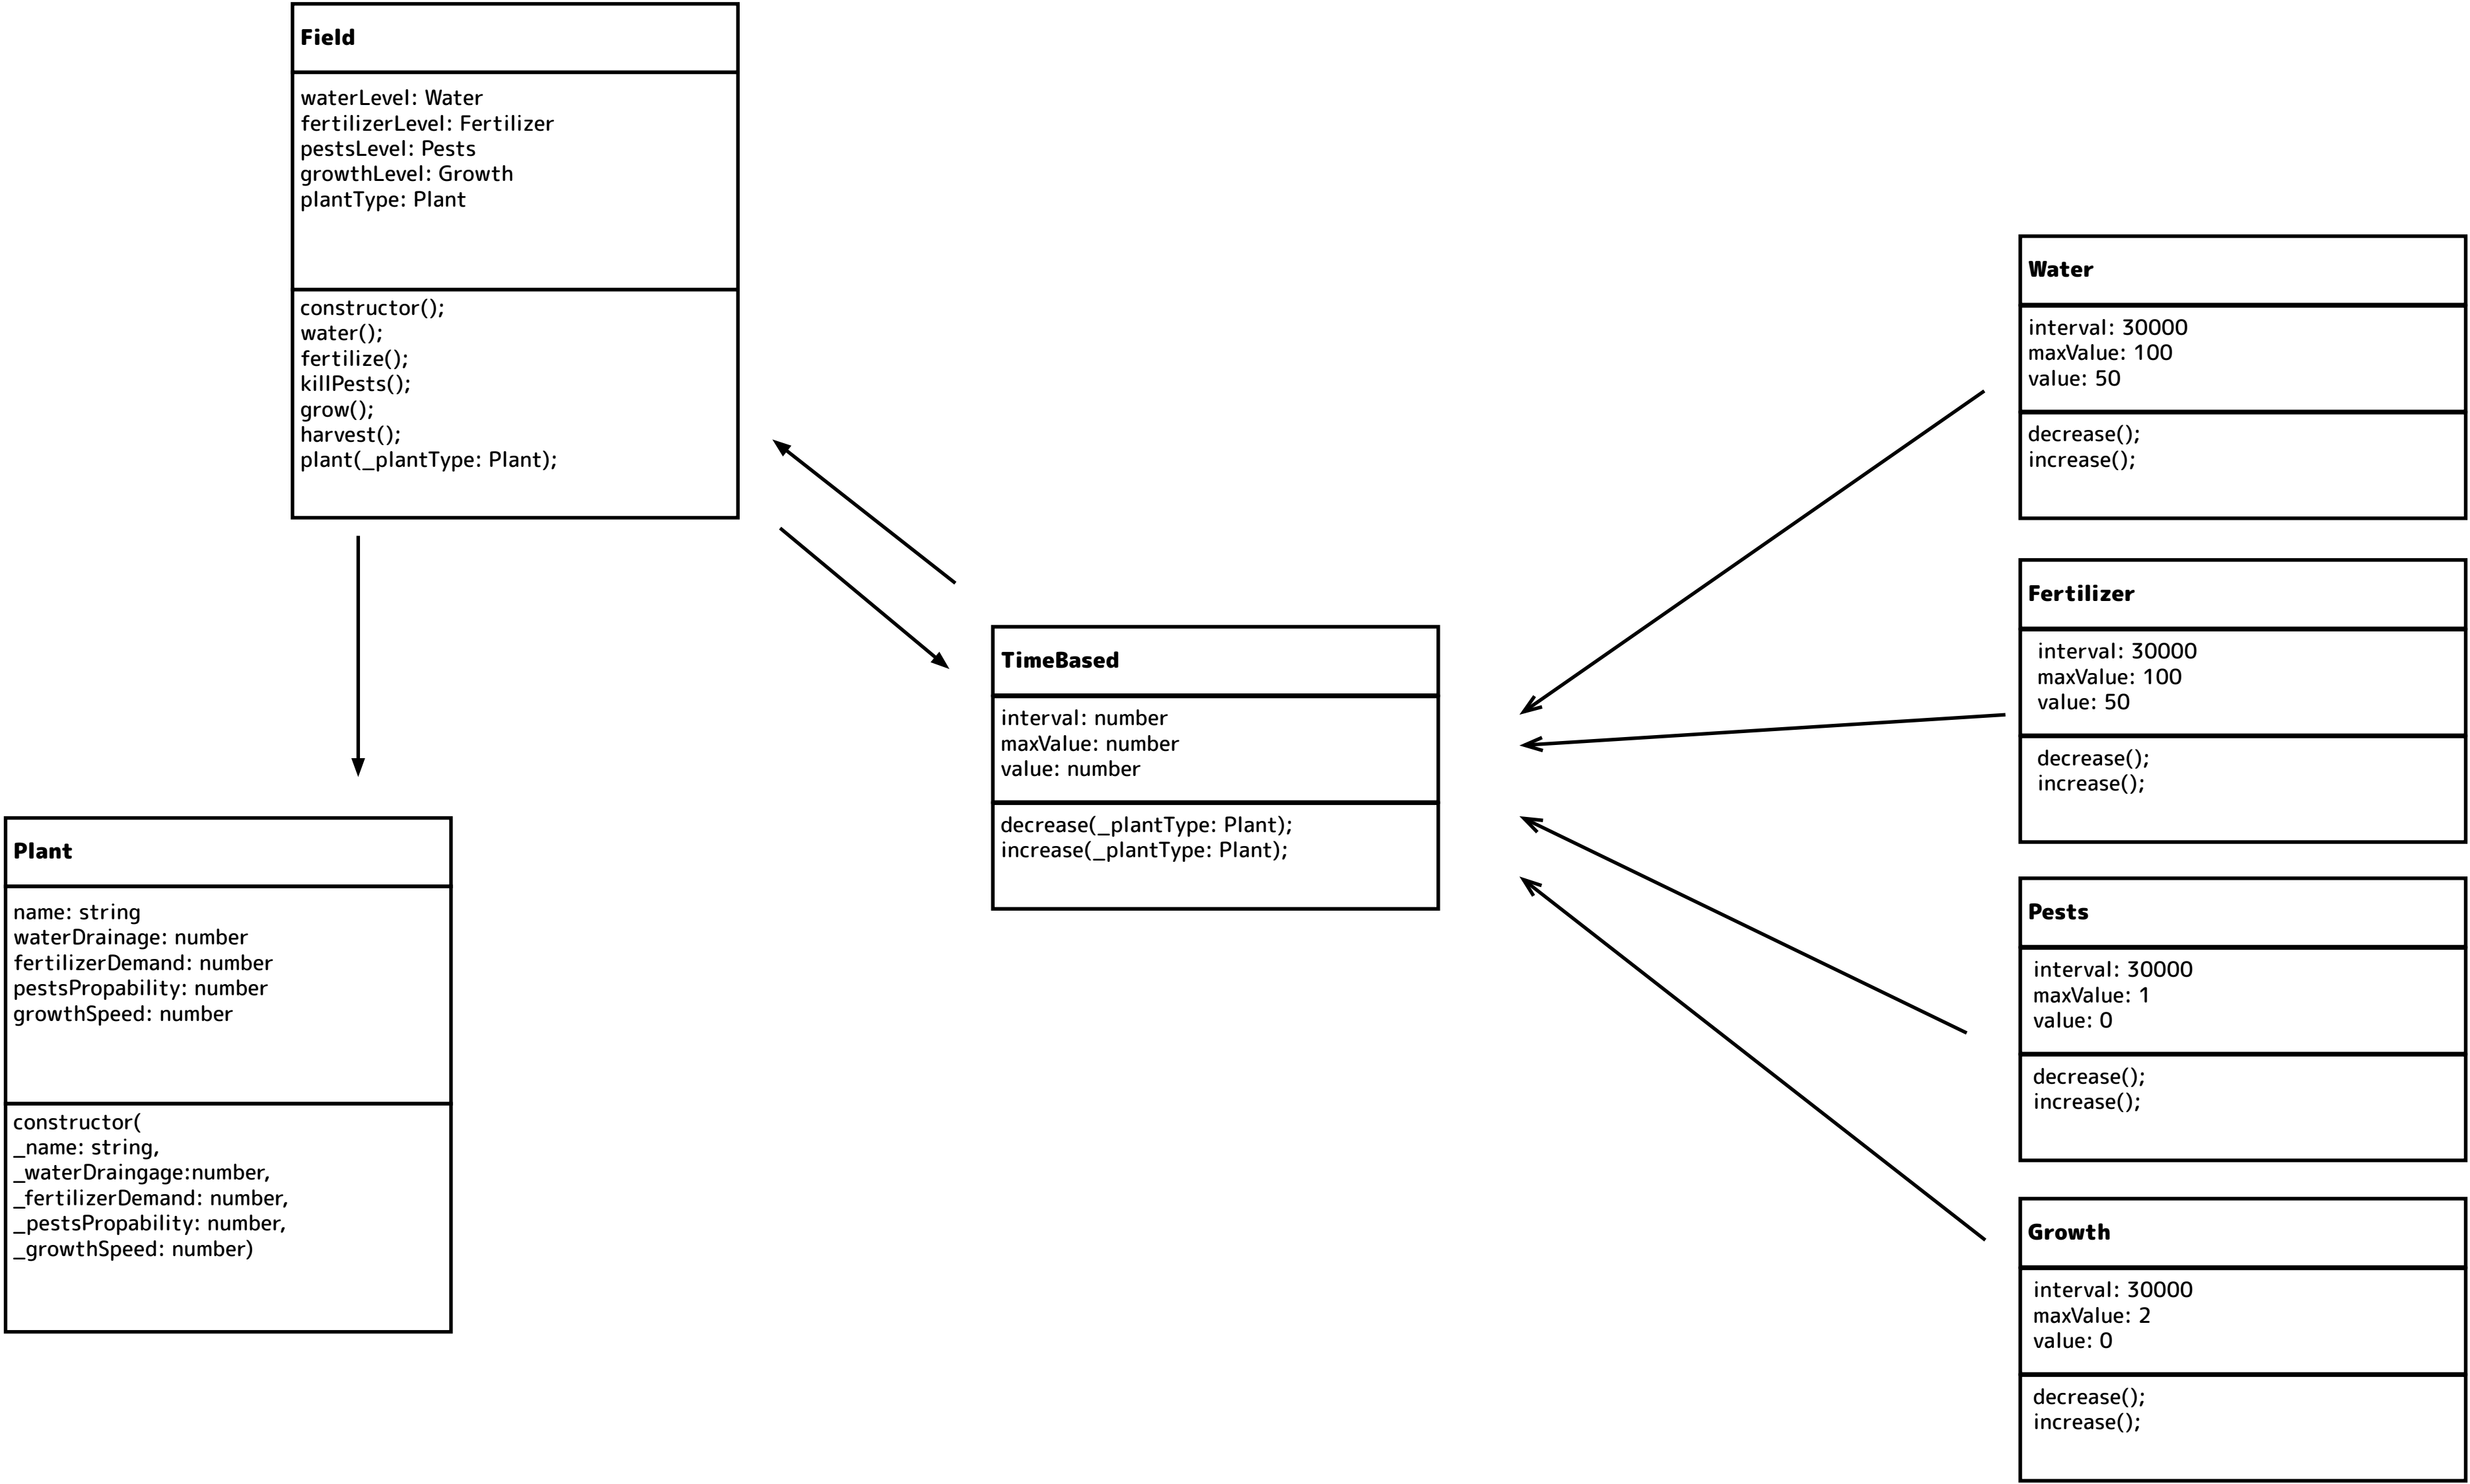 Field
waterLevel: Water
fertilizerLevel: Fertilizer
pestsLevel: Pests
growthLevel: Growth
plantType: Plant
constructor();
water();
fertilize();
killPests();
grow();
harvest();
plant(_plantType: Plant);
Plant
name: string
waterDrainage: number
fertilizerDemand: number
pestsPropability: number
growthSpeed: number
constructor(
_name: string,
_waterDraingage:number,
_fertilizerDemand: number,
_pestsPropability: number,
_growthSpeed: number)
TimeBased
interval: number
maxValue: number
value: number
decrease(_plantType: Plant);
increase(_plantType: Plant);
Water
interval: 30000
maxValue: 100
value: 50
decrease();
increase();
Fertilizer
interval: 30000
maxValue: 100
value: 50
decrease();
increase();
Pests
interval: 30000
maxValue: 1
value: 0
decrease();
increase();
Growth
interval: 30000
maxValue: 2
value: 0
decrease();
increase();